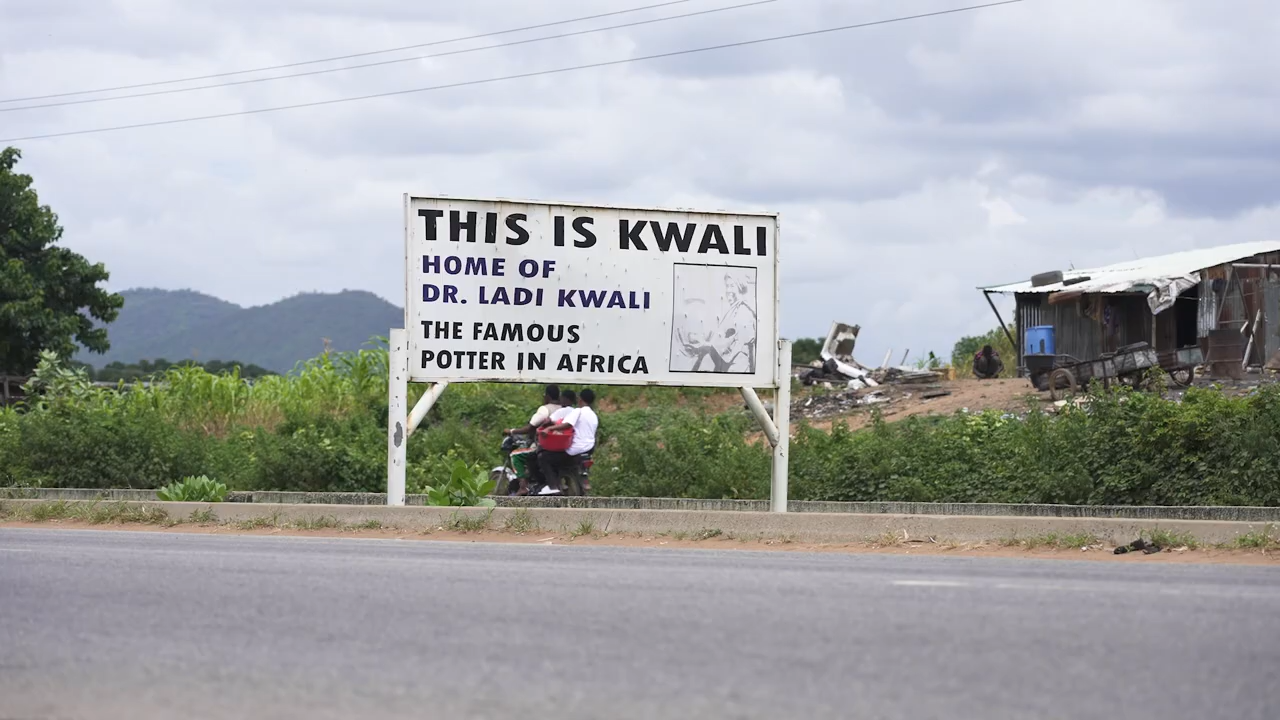 THIS IS KWALI
HOME OF
DR. LADI KWALI
THE FAMOUS
POTTER IN AFRICA